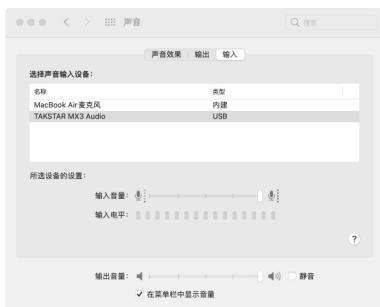 声音
搜索
声音效果 输出 输入
选择声音输入设备：
名称 类型
MacBook Air麦克风 内建
TAKSTAR MX3 Audio USB
所选设备的设置：
输入音量：
输入电平：
?
输出音量： 静音
在菜单栏中显示音量